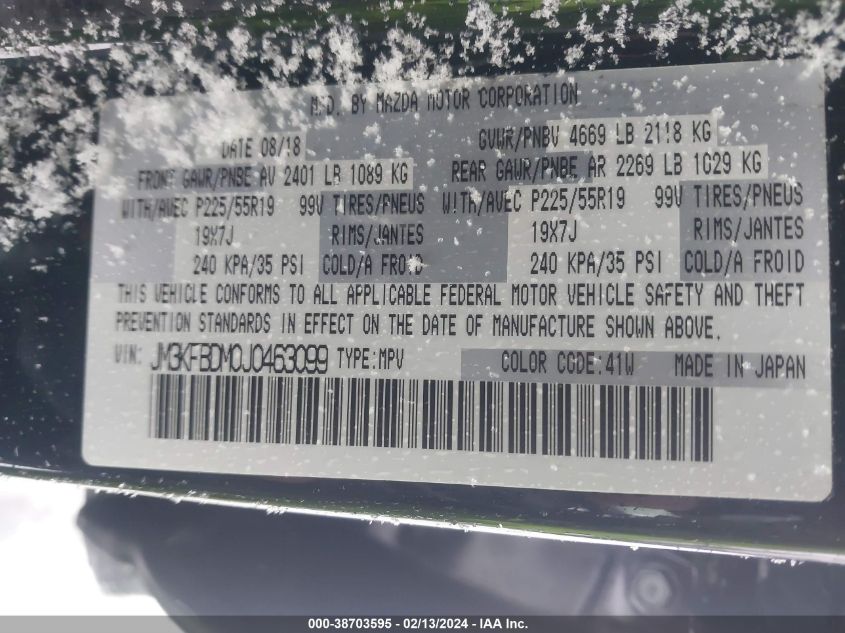 MFD. BY MAZDA MOTOR CORPORATION
DATE 08/18 GVWR/PNBV 4669 LB 2118 KG
FRONT GAWR/PNBE AV 2401 LB 1089 KG REAR GAWR/PNBE AR 2269 LB 1029 KG
WITH/AVEC P225/55R19 99V TIRES/PNEUS WITH/AVEC P225/55R19 99V TIRES/PNEUS
19X7J RIMS/JANTES 19X7J RIMS/JANTES
240 KPA/35 PSI COLD/A FROID 240 KPA/35 PSI COLD/A FROID
THIS VEHICLE CONFORMS TO ALL APPLICABLE FEDERAL MOTOR VEHICLE SAFETY AND THEFT
PREVENTION STANDARDS IN EFFECT ON THE DATE OF MANUFACTURE SHOWN ABOVE.
VIN: JM3KFBDM0J0463099 TYPE:MPV COLOR CODE:41W MADE IN JAPAN
000-38703595 - 02/13/2024 - IAA Inc.